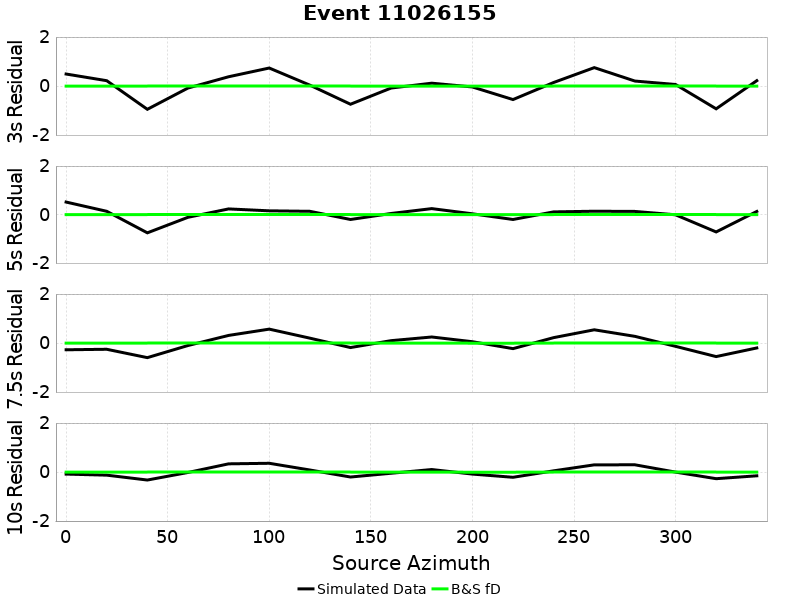 Event 11026155
3s Residual
2
0
-2
5s Residual
2
0
-2
7.5s Residual
2
0
-2
10s Residual
2
0
-2
0 50 100 150 200 250 300
Source Azimuth
Simulated Data B&S fD